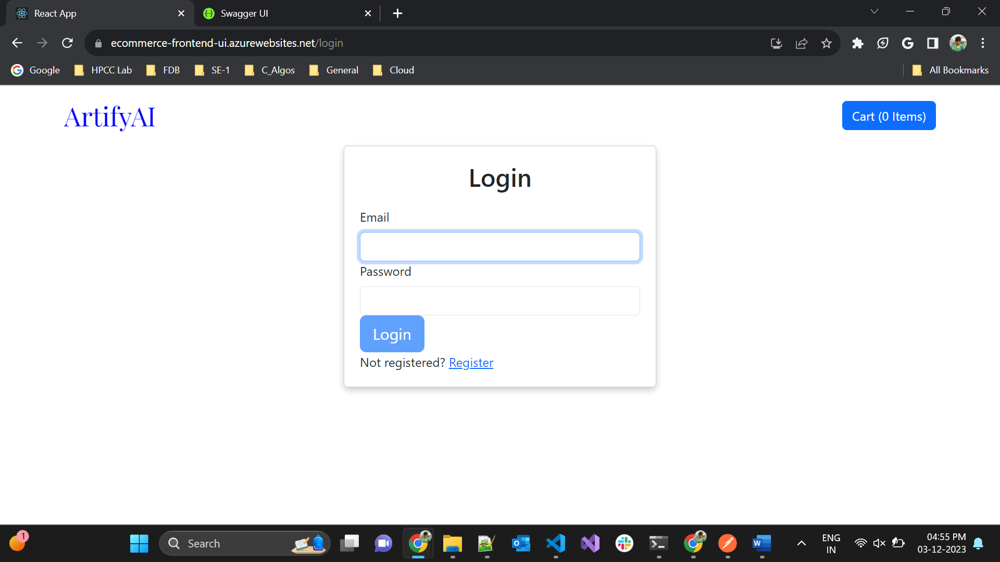 React App
Swagger UI
ecommerce-frontend-ui.azurewebsites.net/login
Google
HPCC Lab
FDB
SE-1
C_Algos
General
Cloud
All Bookmarks
ArtifyAI
Cart (0 Items)
Login
Email
Password
Login
Not registered? Register
1
Search
ENG
IN
04:55 PM
03-12-2023